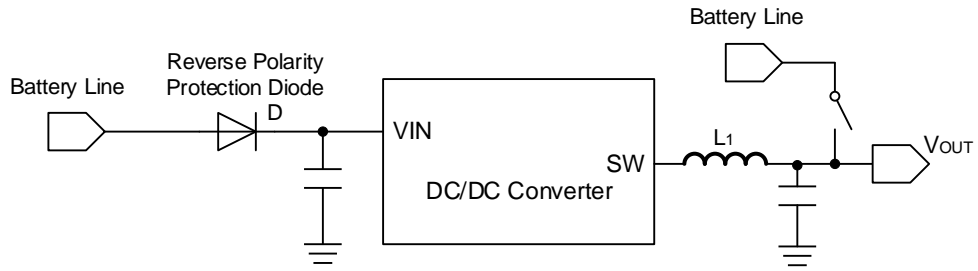 Battery Line
Reverse Polarity
Protection Diode
D
Battery Line
VIN
SW
DC/DC Converter
L1
VOUT